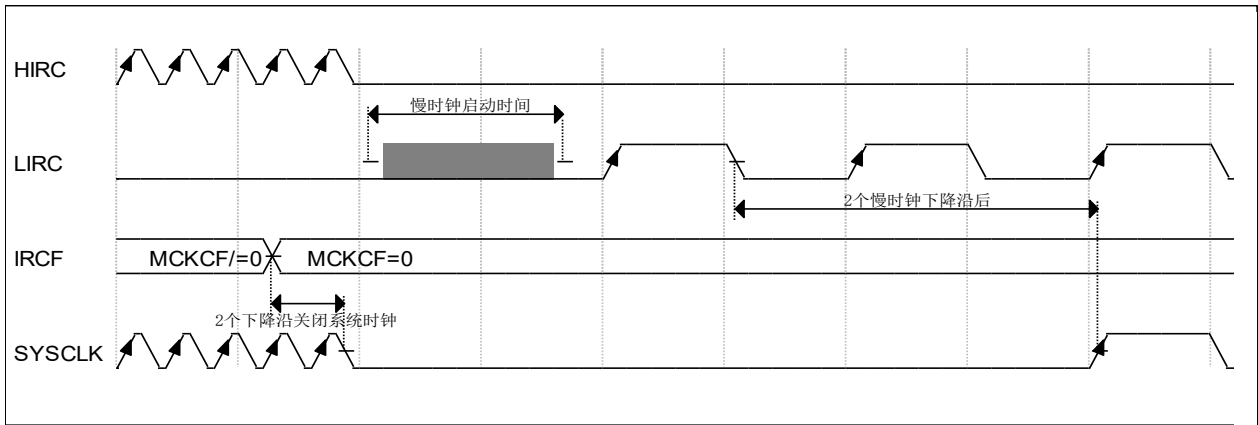 HIRC
慢时钟启动时间
LIRC
2个慢时钟下降沿后
IRCF
MCKCF/=0
MCKCF=0
2个下降沿关闭系统时钟
SYSCLK